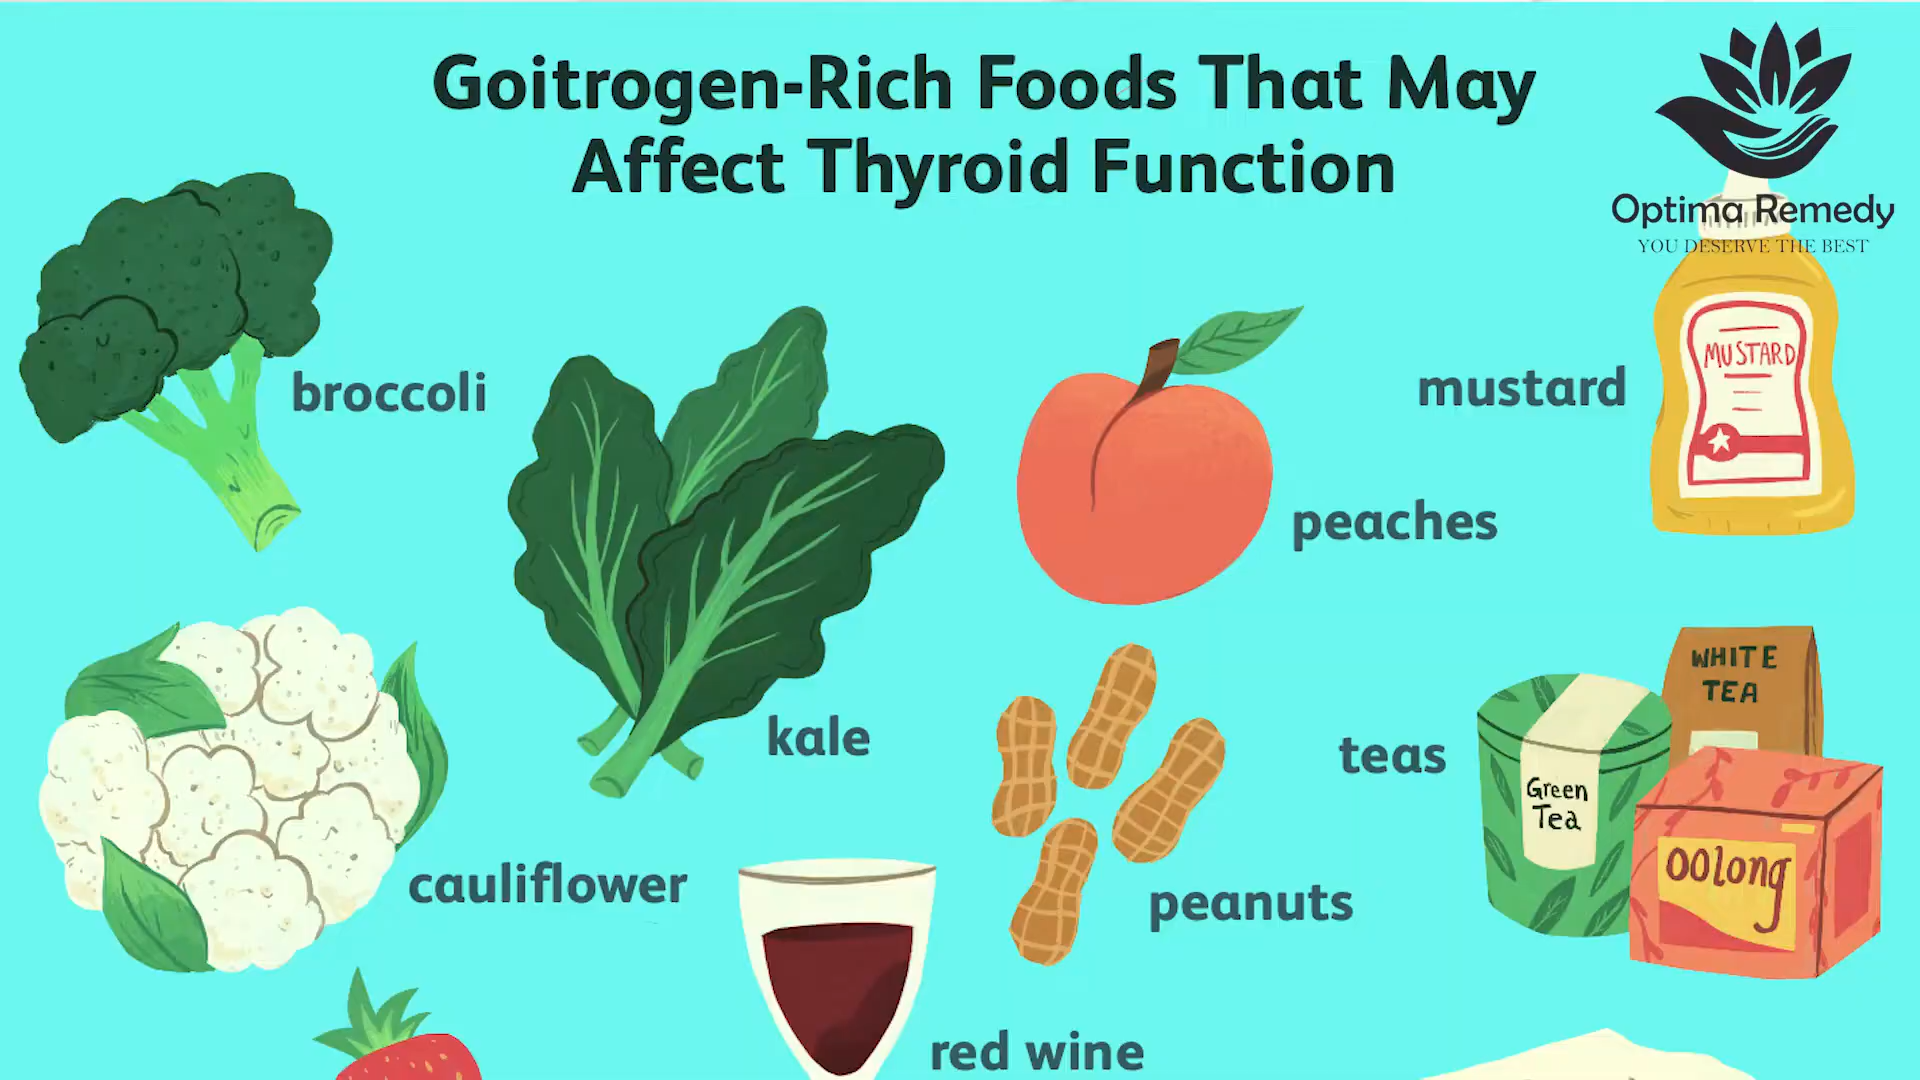 Goitrogen-Rich Foods That May
Affect Thyroid Function
Optima Remedy
YOU DESERVE THE BEST
broccoli
kale
peaches
mustard
MUSTARD
cauliflower
red wine
peanuts
teas
WHITE
TEA
Green
Tea
oolong